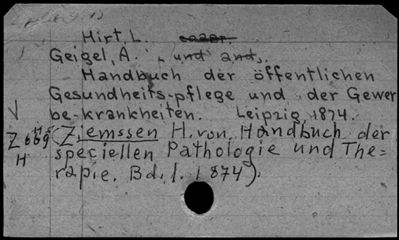 Hirt, L.
Geigel, A. und and.
Handbuch der öffentlichen
Gesundheits-pflege und der Gewer
be-krankheiten. Leipzig 1874.
(Ziemssen H. von, Handbuch der
speciellen Pathologie und The=
rapie. Bd. I. 1874).
Z 669
H